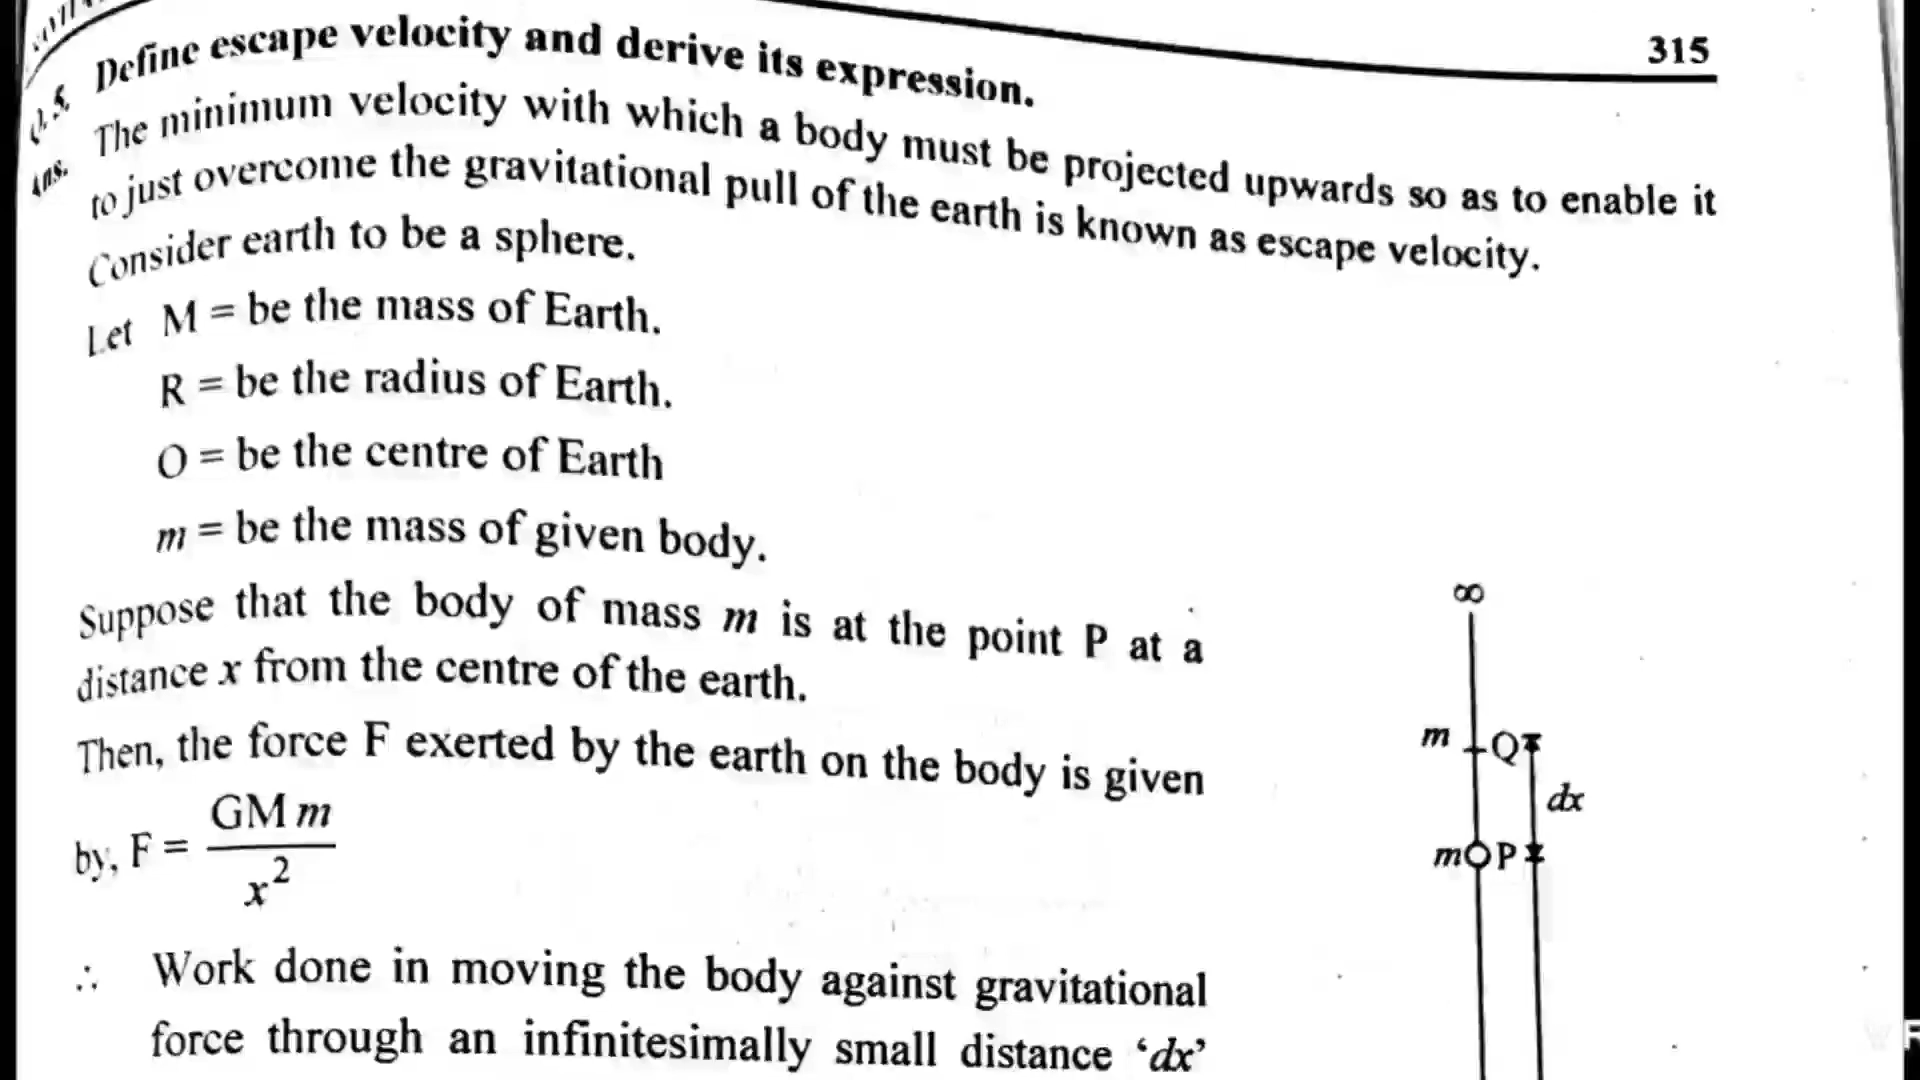 315
Q. 5. Define escape velocity and derive its expression.
Ans. The minimum velocity with which a body must be projected upwards so as to enable it
to just overcome the gravitational pull of the earth is known as escape velocity.
Consider earth to be a sphere.
Let M = be the mass of Earth.
R = be the radius of Earth.
O = be the centre of Earth
m = be the mass of given body.
Suppose that the body of mass m is at the point P at a
distance x from the centre of the earth.
Then, the force F exerted by the earth on the body is given
by, F = GM m / x²
∴ Work done in moving the body against gravitational
force through an infinitesimally small distance ‘dx’
∞
m Q
dx
m P